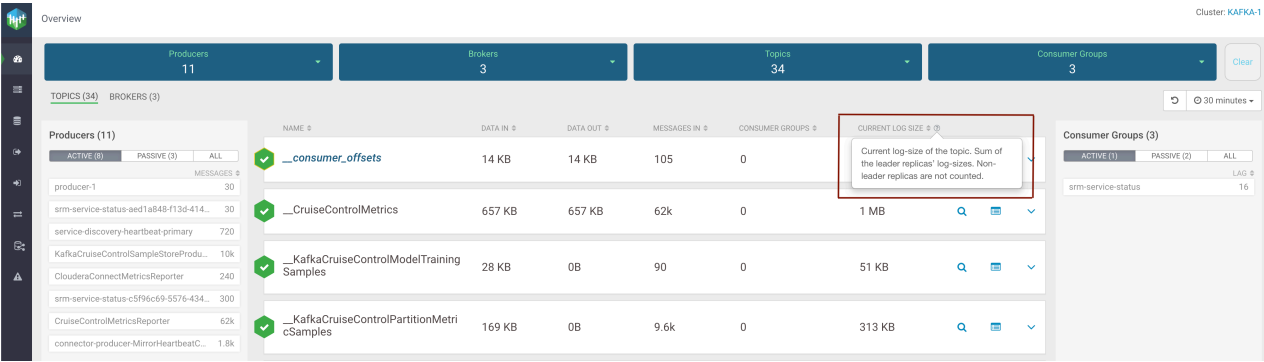 Overview
Cluster: KAFKA-1
Producers
11
Brokers
3
Topics
34
Consumer Groups
3
Clear
TOPICS (34) BROKERS (3)
30 minutes
Producers (11)
ACTIVE (8) PASSIVE (3) ALL
MESSAGES
producer-1 30
srm-service-status-aed1a848-f13d-414... 30
service-discovery-heartbeat-primary 720
KafkaCruiseControlSampleStoreProdu... 10k
ClouderaConnectMetricsReporter 240
srm-service-status-c5f96c69-5576-434... 300
CruiseControlMetricsReporter 62k
connector-producer-MirrorHeartbeatC... 1.8k
NAME DATA IN DATA OUT MESSAGES IN CONSUMER GROUPS CURRENT LOG SIZE
__consumer_offsets 14 KB 14 KB 105 0
Current log-size of the topic. Sum of
the leader replicas' log-sizes. Non-
leader replicas are not counted.
__CruiseControlMetrics 657 KB 657 KB 62k 0 1 MB
__KafkaCruiseControlModelTraining
Samples 28 KB 0B 90 0 51 KB
__KafkaCruiseControlPartitionMetri
cSamples 169 KB 0B 9.6k 0 313 KB
Consumer Groups (3)
ACTIVE (1) PASSIVE (2) ALL
LAG
srm-service-status 16